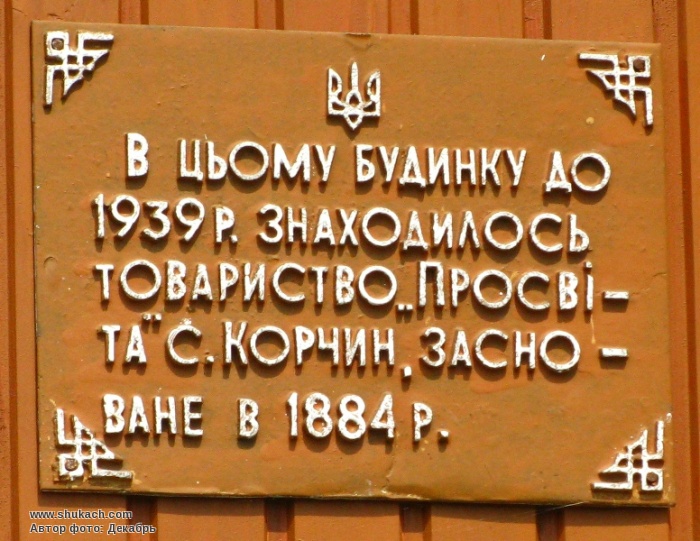 В ЦЬОМУ БУДИНКУ ДО
1939 Р. ЗНАХОДИЛОСЬ
ТОВАРИСТВО „ПРОСВІ–
ТА" С. КОРЧИН, ЗАСНО–
ВАНЕ В 1884 Р.
www.shukach.com
Автор фото: Декабрь